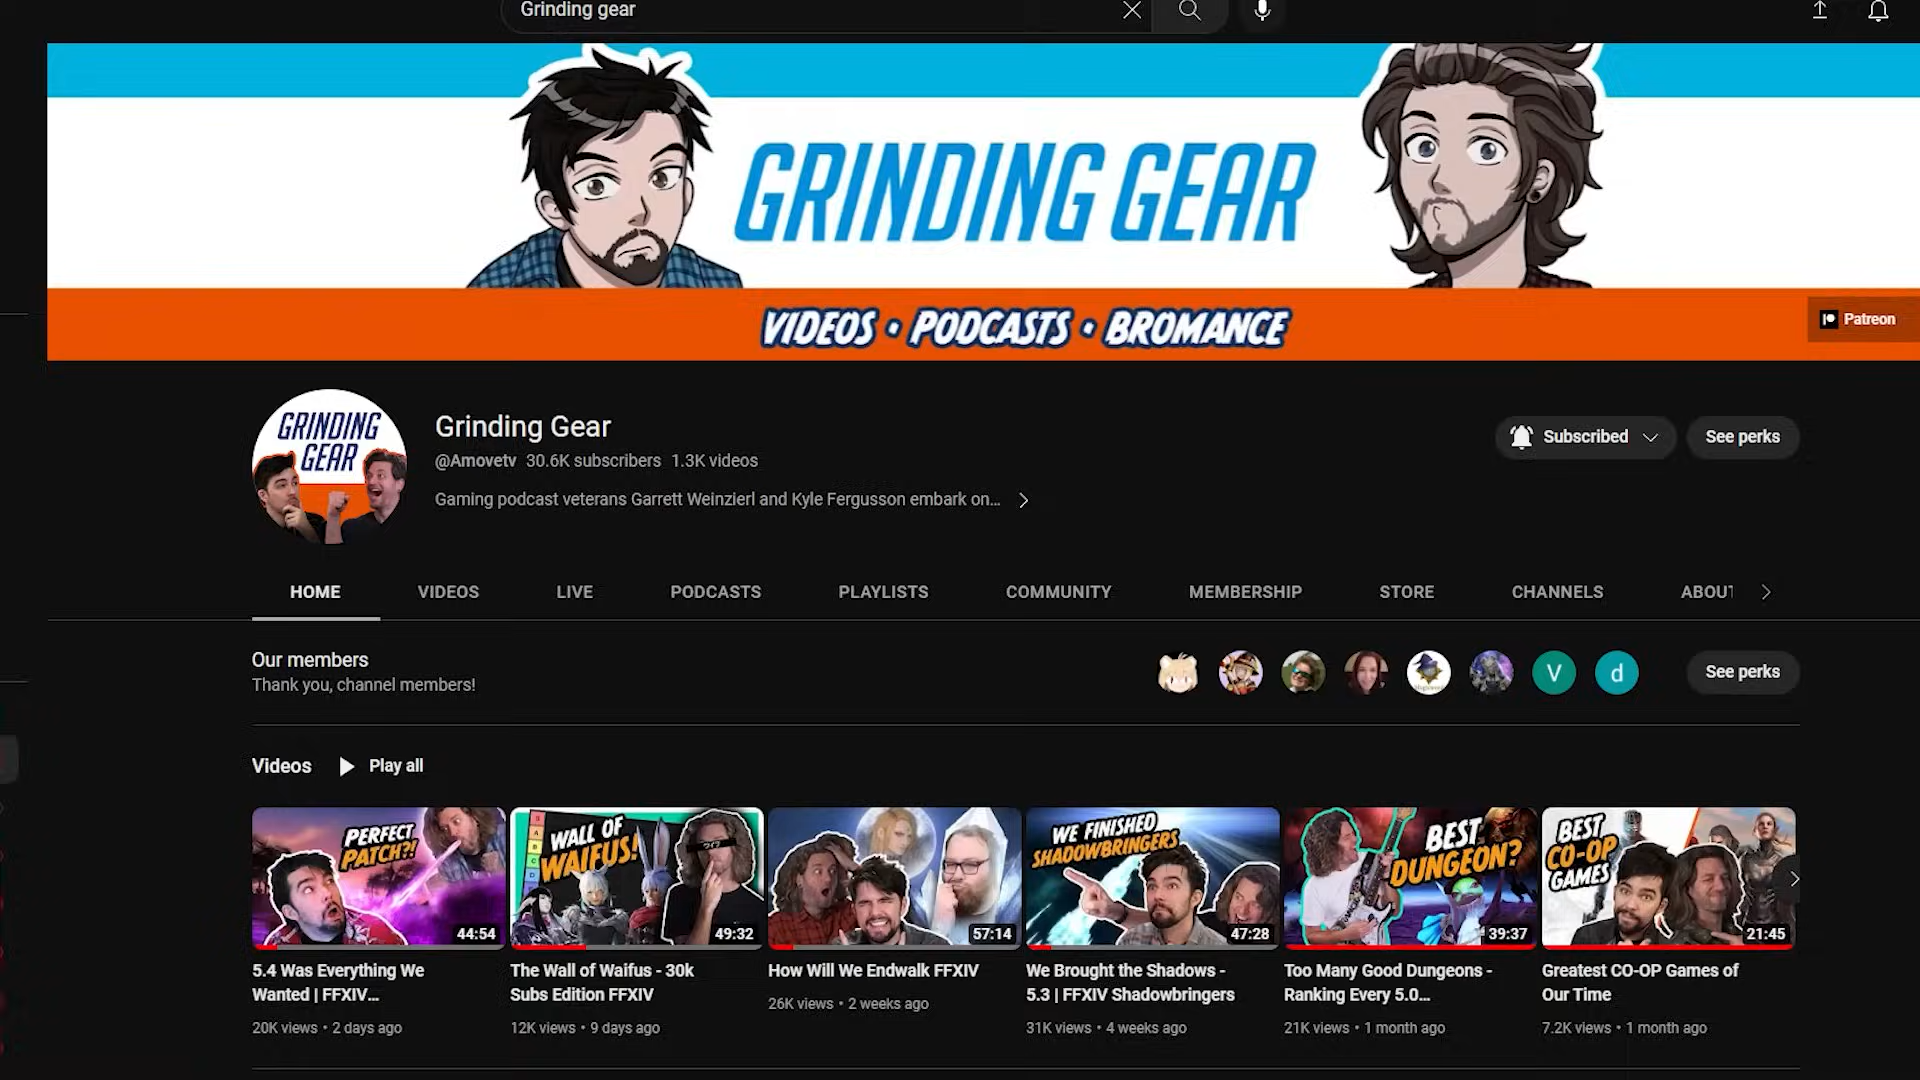 Grinding gear
GRINDING GEAR
VIDEOS • PODCASTS • BROMANCE
Patreon
GRINDING
GEAR
Grinding Gear
@Amovetv 30.6K subscribers 1.3K videos
Gaming podcast veterans Garrett Weinzierl and Kyle Fergusson embark on...
Subscribed
See perks
HOME
VIDEOS
LIVE
PODCASTS
PLAYLISTS
COMMUNITY
MEMBERSHIP
STORE
CHANNELS
ABOUT
Our members
Thank you, channel members!
V
d
See perks
Videos
Play all
PERFECT
PATCH?!
44:54
S
A
B
C
D
WALL OF
WAIFUS!
49:32
57:14
WE FINISHED
SHADOWBRINGERS
47:28
BEST
DUNGEON?
39:37
BEST
CO-OP
GAMES
21:45
5.4 Was Everything We
Wanted | FFXIV...
20K views • 2 days ago
The Wall of Waifus - 30k
Subs Edition FFXIV
12K views • 9 days ago
How Will We Endwalk FFXIV
26K views • 2 weeks ago
We Brought the Shadows -
5.3 | FFXIV Shadowbringers
31K views • 4 weeks ago
Too Many Good Dungeons -
Ranking Every 5.0...
21K views • 1 month ago
Greatest CO-OP Games of
Our Time
7.2K views • 1 month ago